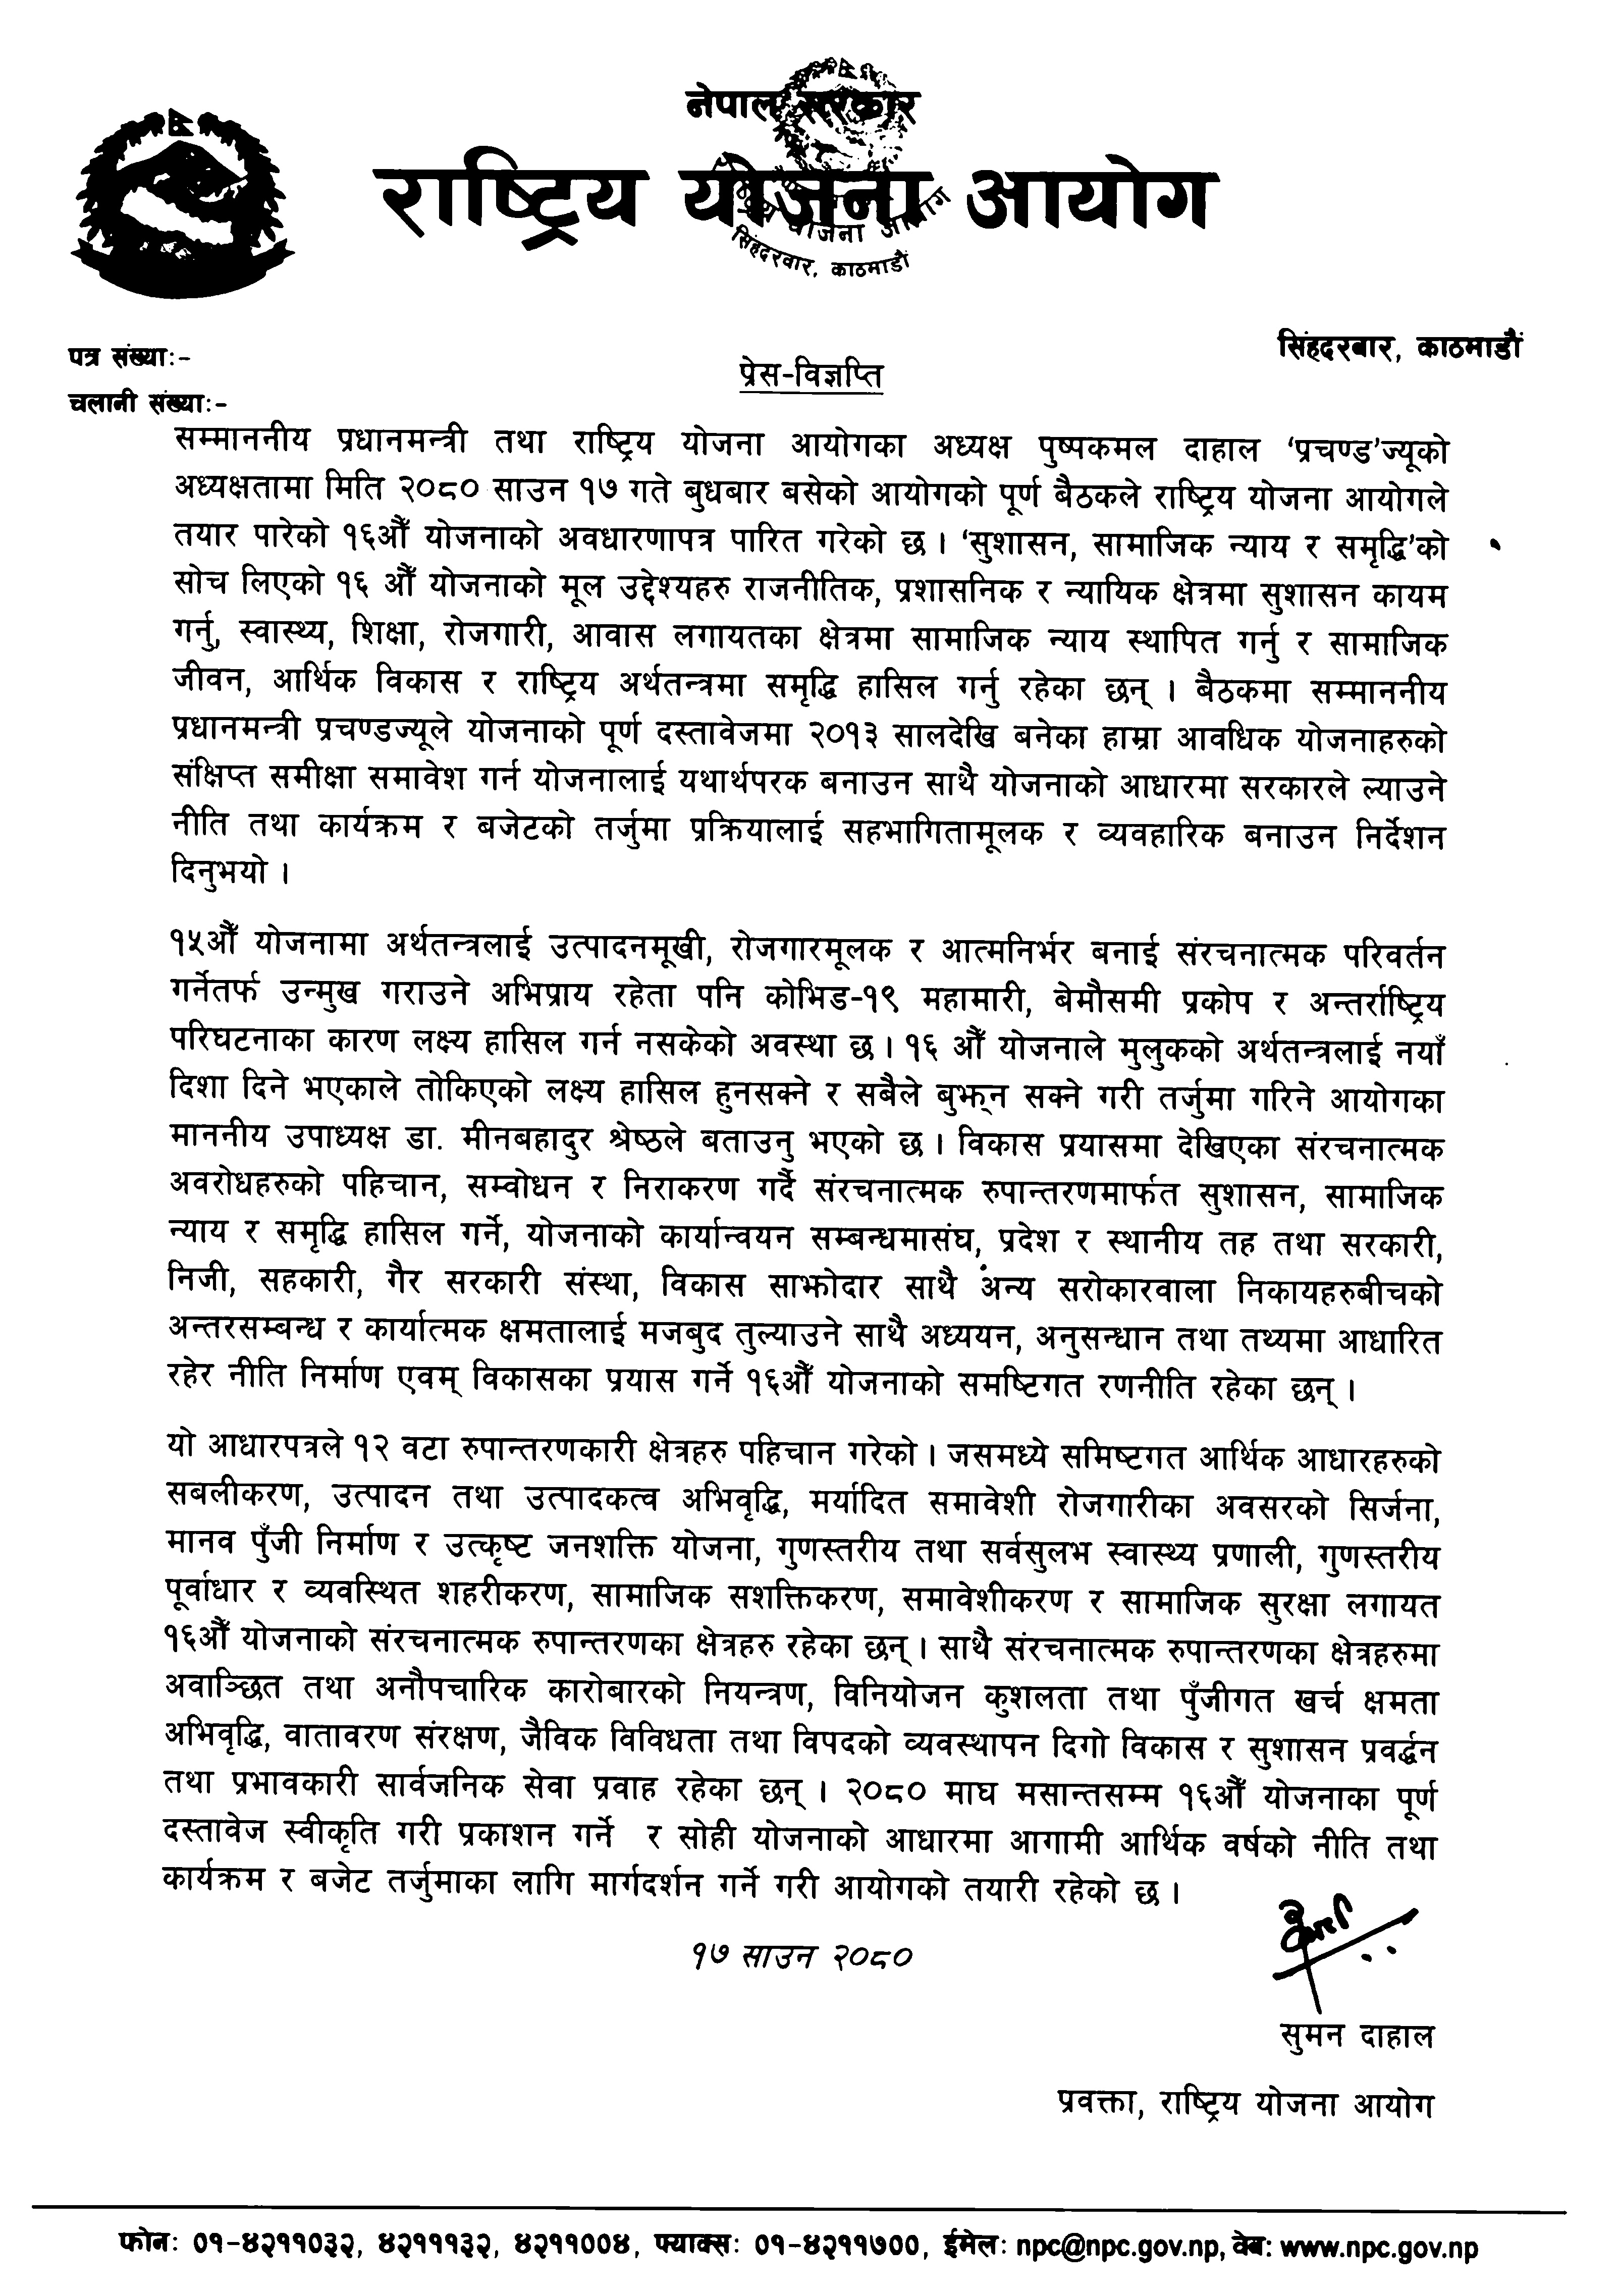 नेपाल सरकार
राष्ट्रिय योजना आयोग
योजना आयोग
सिंहदरवार, काठमाडौं
सिंहदरबार, काठमाडौं
पत्र संख्याः-
प्रेस-विज्ञप्ति
चलानी संख्याः-
सम्माननीय प्रधानमन्त्री तथा राष्ट्रिय योजना आयोगका अध्यक्ष पुष्पकमल दाहाल ‘प्रचण्ड’ज्यूको
अध्यक्षतामा मिति २०८० साउन १७ गते बुधबार बसेको आयोगको पूर्ण बैठकले राष्ट्रिय योजना आयोगले
तयार पारेको १६औँ योजनाको अवधारणापत्र पारित गरेको छ । ‘सुशासन, सामाजिक न्याय र समृद्धि’को
सोच लिएको १६ औँ योजनाको मूल उद्देश्यहरु राजनीतिक, प्रशासनिक र न्यायिक क्षेत्रमा सुशासन कायम
गर्नु, स्वास्थ्य, शिक्षा, रोजगारी, आवास लगायतका क्षेत्रमा सामाजिक न्याय स्थापित गर्नु र सामाजिक
जीवन, आर्थिक विकास र राष्ट्रिय अर्थतन्त्रमा समृद्धि हासिल गर्नु रहेका छन् । बैठकमा सम्माननीय
प्रधानमन्त्री प्रचण्डज्यूले योजनाको पूर्ण दस्तावेजमा २०१३ सालदेखि बनेका हाम्रा आवधिक योजनाहरुको
संक्षिप्त समीक्षा समावेश गर्न योजनालाई यथार्थपरक बनाउन साथै योजनाको आधारमा सरकारले ल्याउने
नीति तथा कार्यक्रम र बजेटको तर्जुमा प्रक्रियालाई सहभागितामूलक र व्यवहारिक बनाउन निर्देशन
दिनुभयो ।
१५औँ योजनामा अर्थतन्त्रलाई उत्पादनमूखी, रोजगारमूलक र आत्मनिर्भर बनाई संरचनात्मक परिवर्तन
गर्नेतर्फ उन्मुख गराउने अभिप्राय रहेता पनि कोभिड-१९ महामारी, बेमौसमी प्रकोप र अन्तर्राष्ट्रिय
परिघटनाका कारण लक्ष्य हासिल गर्न नसकेको अवस्था छ । १६ औँ योजनाले मुलुकको अर्थतन्त्रलाई नयाँ
दिशा दिने भएकाले तोकिएको लक्ष्य हासिल हुनसक्ने र सबैले बुझ्न सक्ने गरी तर्जुमा गरिने आयोगका
माननीय उपाध्यक्ष डा. मीनबहादुर श्रेष्ठले बताउनु भएको छ । विकास प्रयासमा देखिएका संरचनात्मक
अवरोधहरुको पहिचान, सम्वोधन र निराकरण गर्दै संरचनात्मक रुपान्तरणमार्फत सुशासन, सामाजिक
न्याय र समृद्धि हासिल गर्ने, योजनाको कार्यान्वयन सम्बन्धमासंघ, प्रदेश र स्थानीय तह तथा सरकारी,
निजी, सहकारी, गैर सरकारी संस्था, विकास साझेदार साथै अन्य सरोकारवाला निकायहरुबीचको
अन्तरसम्बन्ध र कार्यात्मक क्षमतालाई मजबुद तुल्याउने साथै अध्ययन, अनुसन्धान तथा तथ्यमा आधारित
रहेर नीति निर्माण एवम् विकासका प्रयास गर्ने १६औँ योजनाको समष्टिगत रणनीति रहेका छन् ।
यो आधारपत्रले १२ वटा रुपान्तरणकारी क्षेत्रहरु पहिचान गरेको । जसमध्ये समिष्टगत आर्थिक आधारहरुको
सबलीकरण, उत्पादन तथा उत्पादकत्व अभिवृद्धि, मर्यादित समावेशी रोजगारीका अवसरको सिर्जना,
मानव पुँजी निर्माण र उत्कृष्ट जनशक्ति योजना, गुणस्तरीय तथा सर्वसुलभ स्वास्थ्य प्रणाली, गुणस्तरीय
पूर्वाधार र व्यवस्थित शहरीकरण, सामाजिक सशक्तिकरण, समावेशीकरण र सामाजिक सुरक्षा लगायत
१६औँ योजनाको संरचनात्मक रुपान्तरणका क्षेत्रहरु रहेका छन् । साथै संरचनात्मक रुपान्तरणका क्षेत्रहरुमा
अवाञ्छित तथा अनौपचारिक कारोबारको नियन्त्रण, विनियोजन कुशलता तथा पुँजीगत खर्च क्षमता
अभिवृद्धि, वातावरण संरक्षण, जैविक विविधता तथा विपदको व्यवस्थापन दिगो विकास र सुशासन प्रवर्द्धन
तथा प्रभावकारी सार्वजनिक सेवा प्रवाह रहेका छन् । २०८० माघ मसान्तसम्म १६औँ योजनाका पूर्ण
दस्तावेज स्वीकृति गरी प्रकाशन गर्ने र सोही योजनाको आधारमा आगामी आर्थिक वर्षको नीति तथा
कार्यक्रम र बजेट तर्जुमाका लागि मार्गदर्शन गर्ने गरी आयोगको तयारी रहेको छ ।
१७ साउन २०८०
सुमन दाहाल
प्रवक्ता, राष्ट्रिय योजना आयोग
फोनः ०१-४२११०३२, ४२१११३२, ४२११००४, फ्याक्सः ०१-४२११७००, ईमेलः npc@npc.gov.np, वेबः www.npc.gov.np